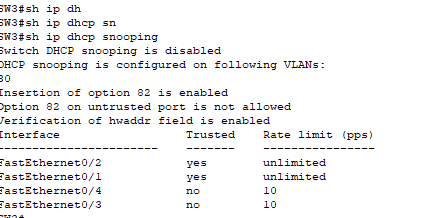 SW3#sh ip dh
SW3#sh ip dhcp sn
SW3#sh ip dhcp snooping
Switch DHCP snooping is disabled
DHCP snooping is configured on following VLANs:
30
Insertion of option 82 is enabled
Option 82 on untrusted port is not allowed
Verification of hwaddr field is enabled
Interface Trusted Rate limit (pps)
----------------------- ------- ----------------
FastEthernet0/2 yes unlimited
FastEthernet0/1 yes unlimited
FastEthernet0/4 no 10
FastEthernet0/3 no 10
SW3#